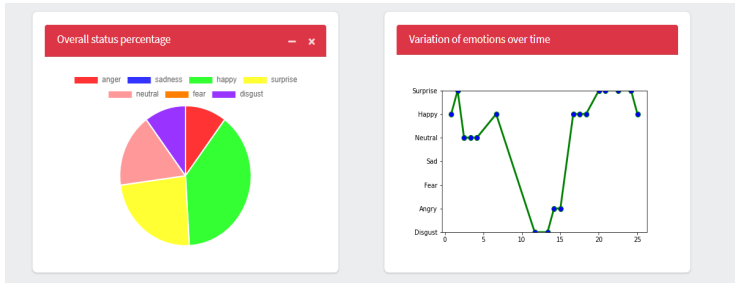 Overall status percentage
– ×
anger sadness happy surprise
neutral fear disgust
Variation of emotions over time
Surprise
Happy
Neutral
Sad
Fear
Angry
Disgust
0 5 10 15 20 25